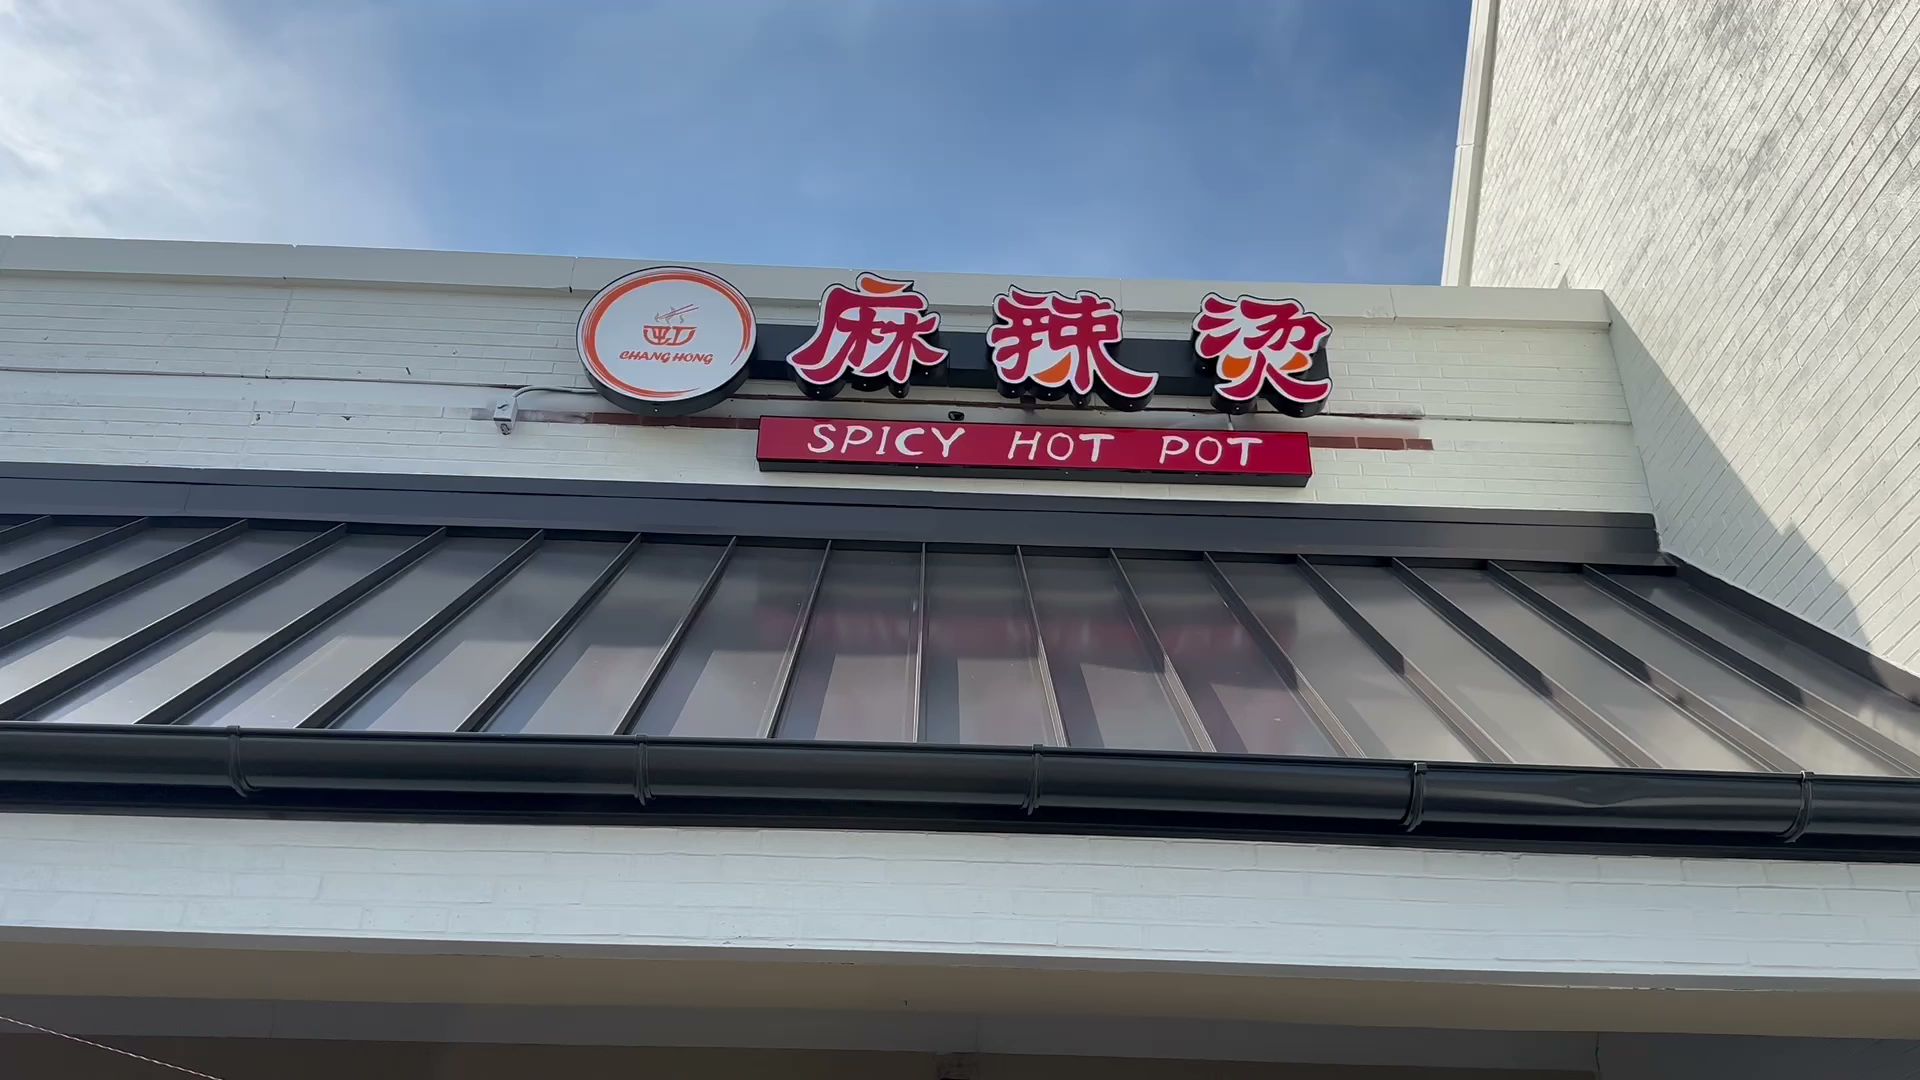 CHANG HONG
麻辣烫
SPICY HOT POT